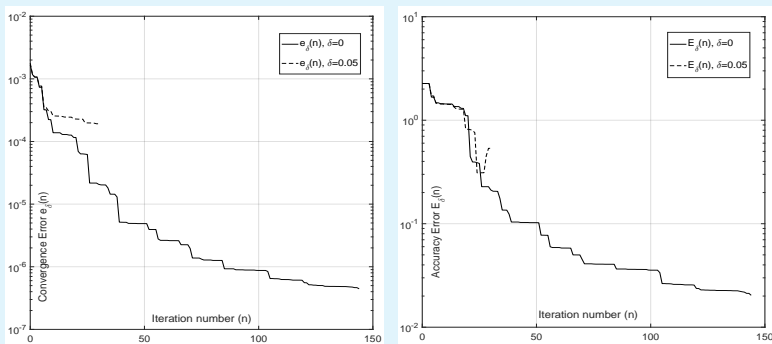 10^-2
10^-3
10^-4
10^-5
10^-6
10^-7
Convergence Error e_δ(n)
e_δ(n), δ=0
e_δ(n), δ=0.05
Iteration number (n)
0 50 100 150
10^1
10^0
10^-1
10^-2
Accuracy Error E_δ(n)
E_δ(n), δ=0
E_δ(n), δ=0.05
Iteration number (n)
0 50 100 150